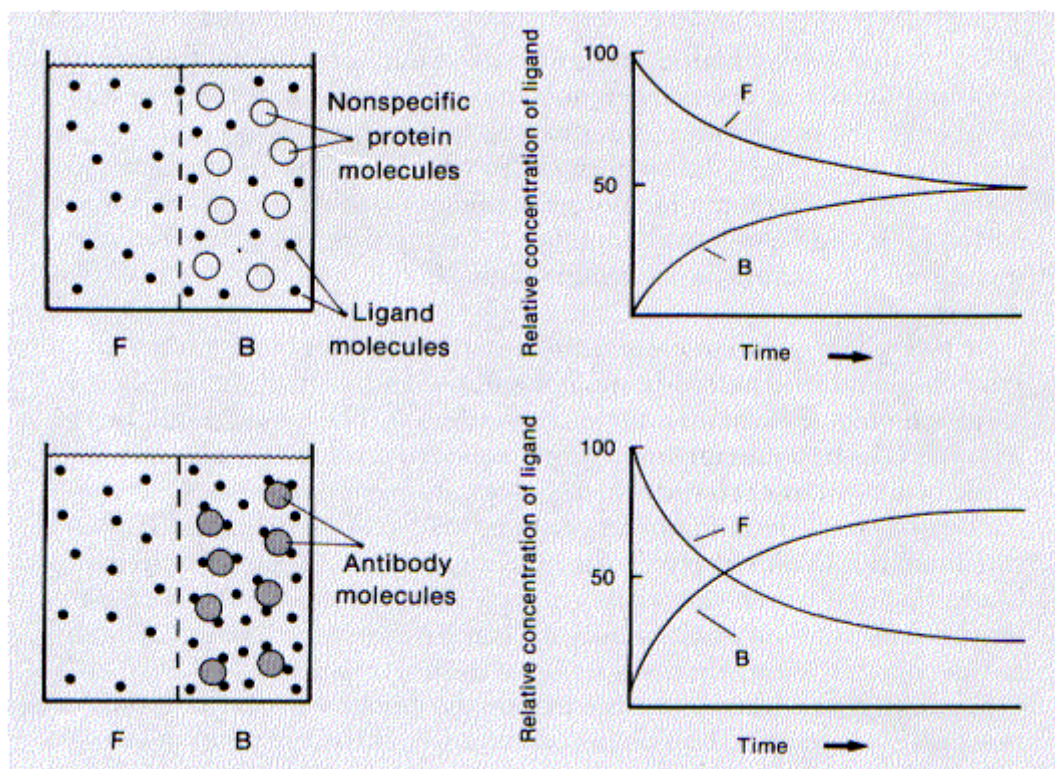 Nonspecific
protein
molecules
Ligand
molecules
F
B
Relative concentration of ligand
100
50
F
B
Time
Antibody
molecules
F
B
Relative concentration of ligand
100
50
F
B
Time